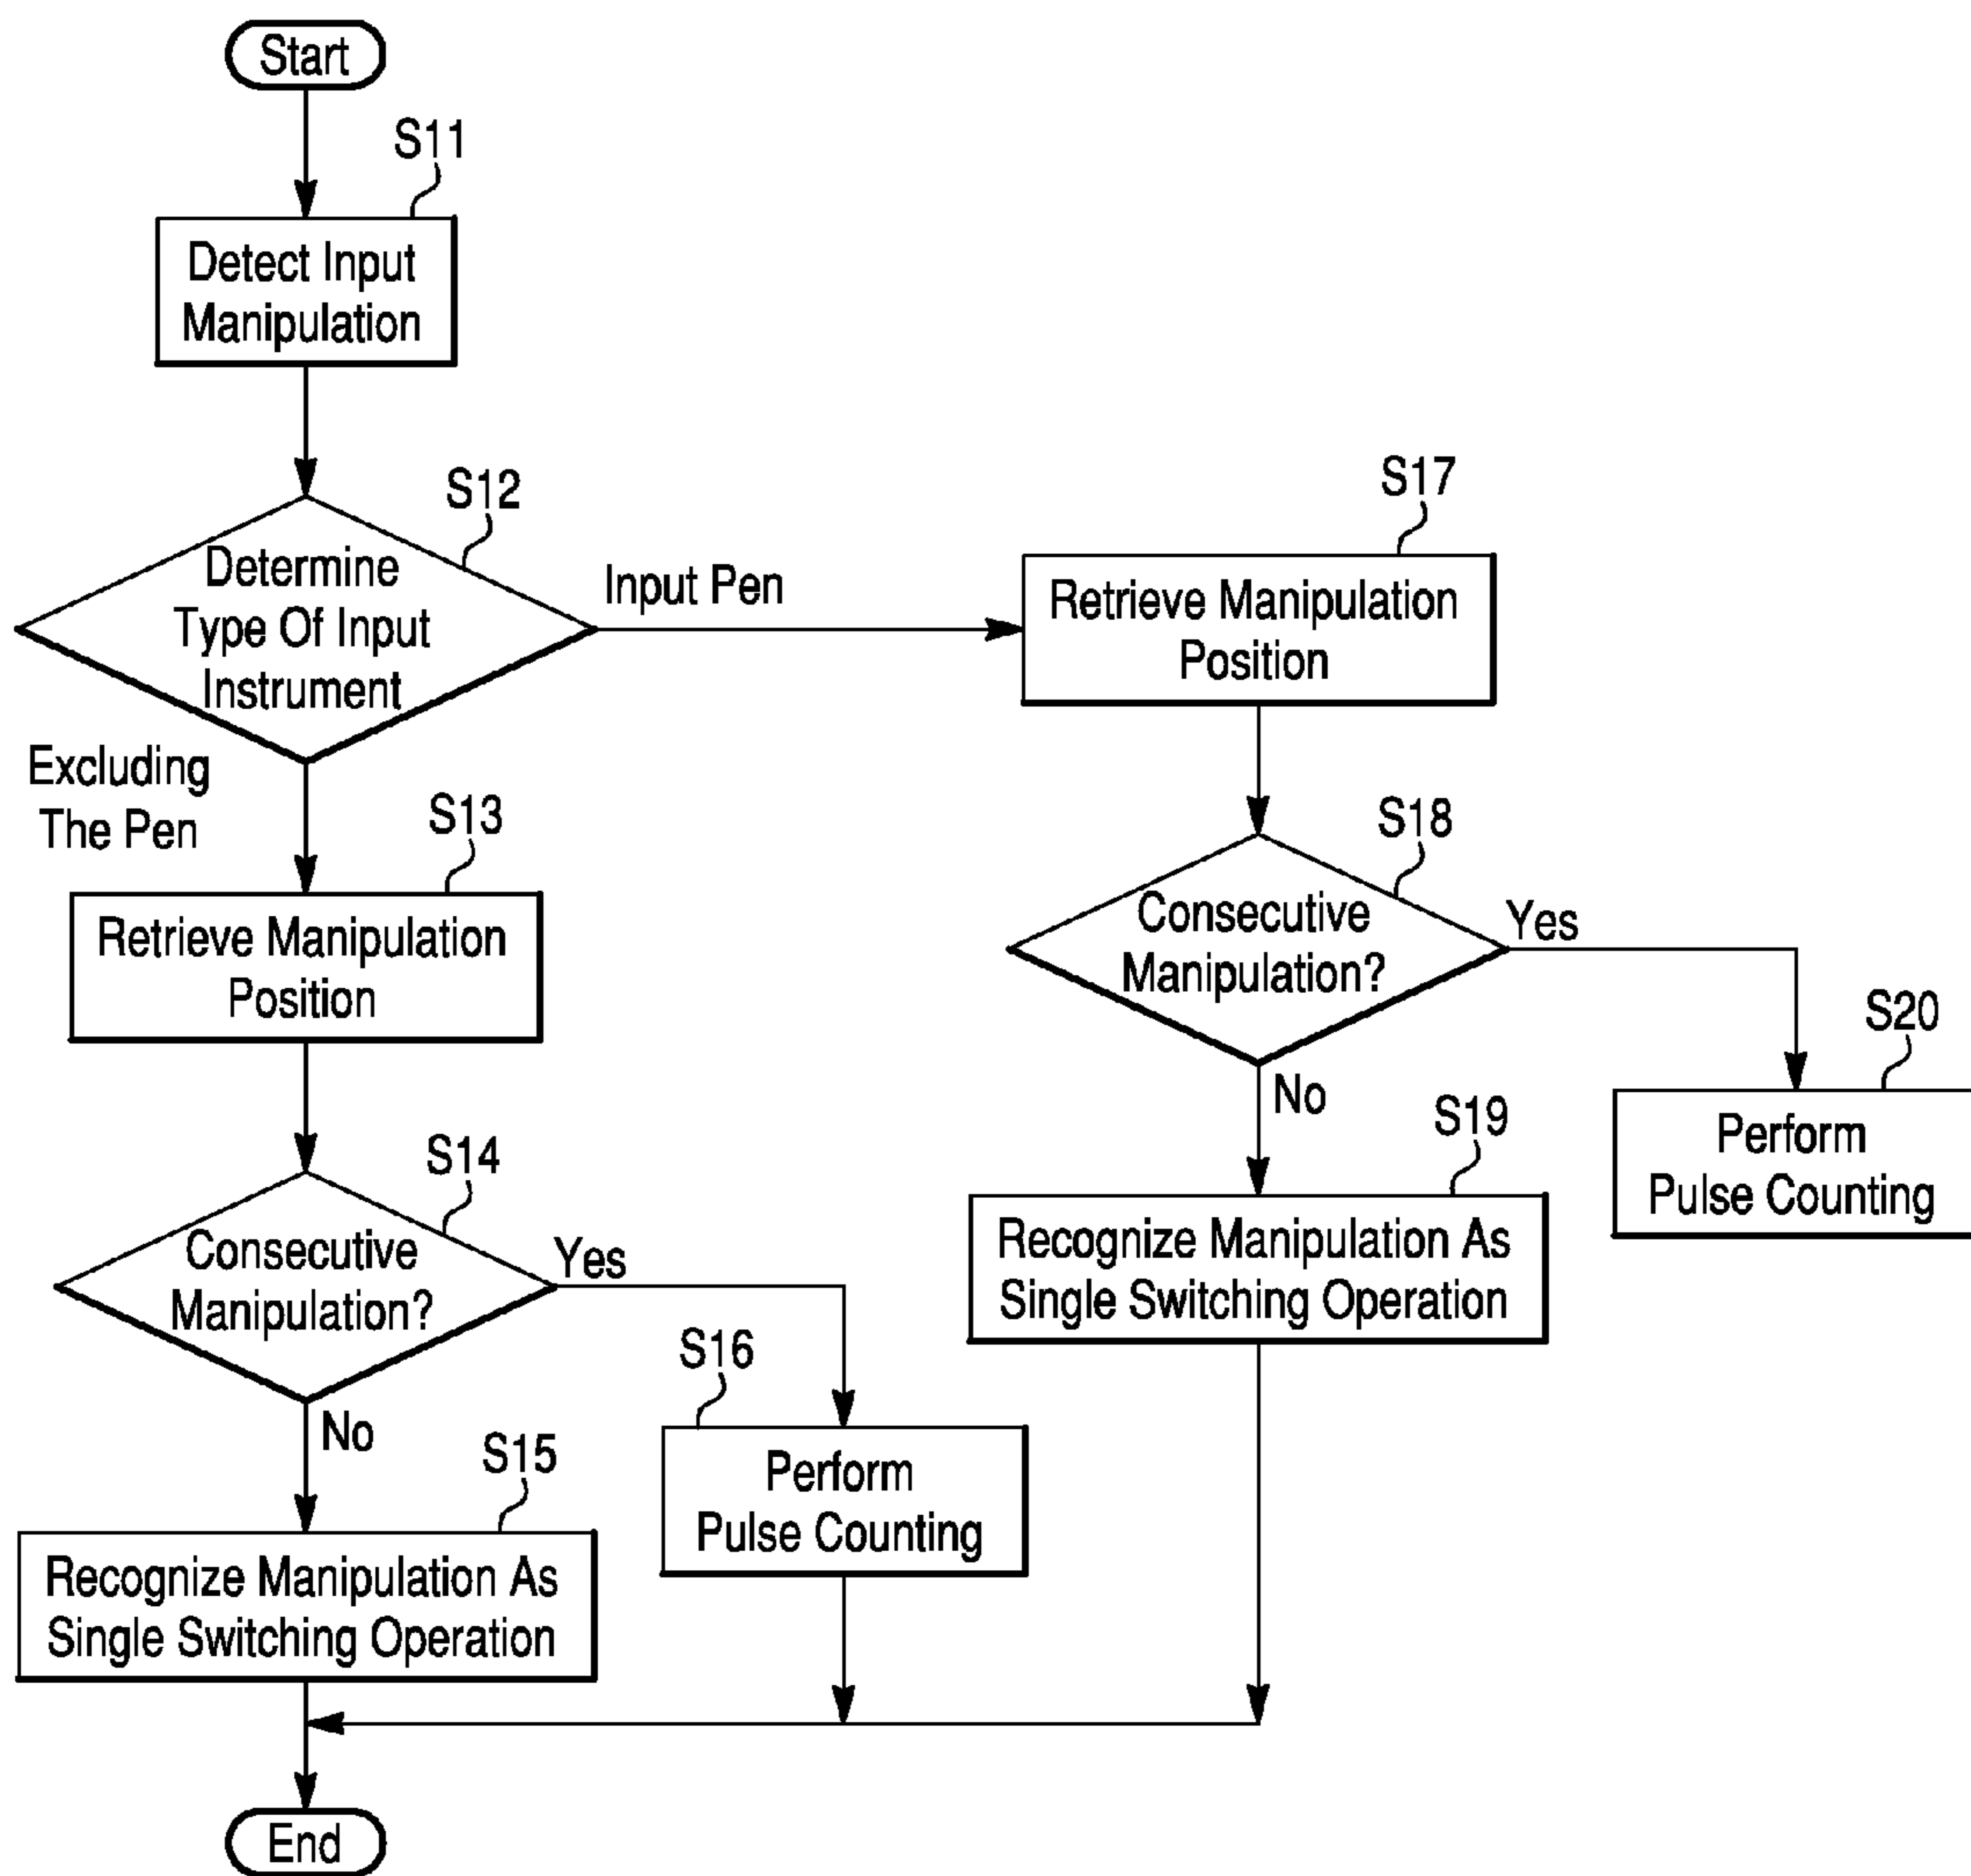 Start
S11
Detect Input
Manipulation
S12
Determine
Type Of Input
Instrument
Input Pen
Excluding
The Pen
S13
Retrieve Manipulation
Position
S14
Consecutive
Manipulation?
Yes
No
S15
Recognize Manipulation As
Single Switching Operation
S16
Perform
Pulse Counting
S17
Retrieve Manipulation
Position
S18
Consecutive
Manipulation?
Yes
No
S19
Recognize Manipulation As
Single Switching Operation
S20
Perform
Pulse Counting
End